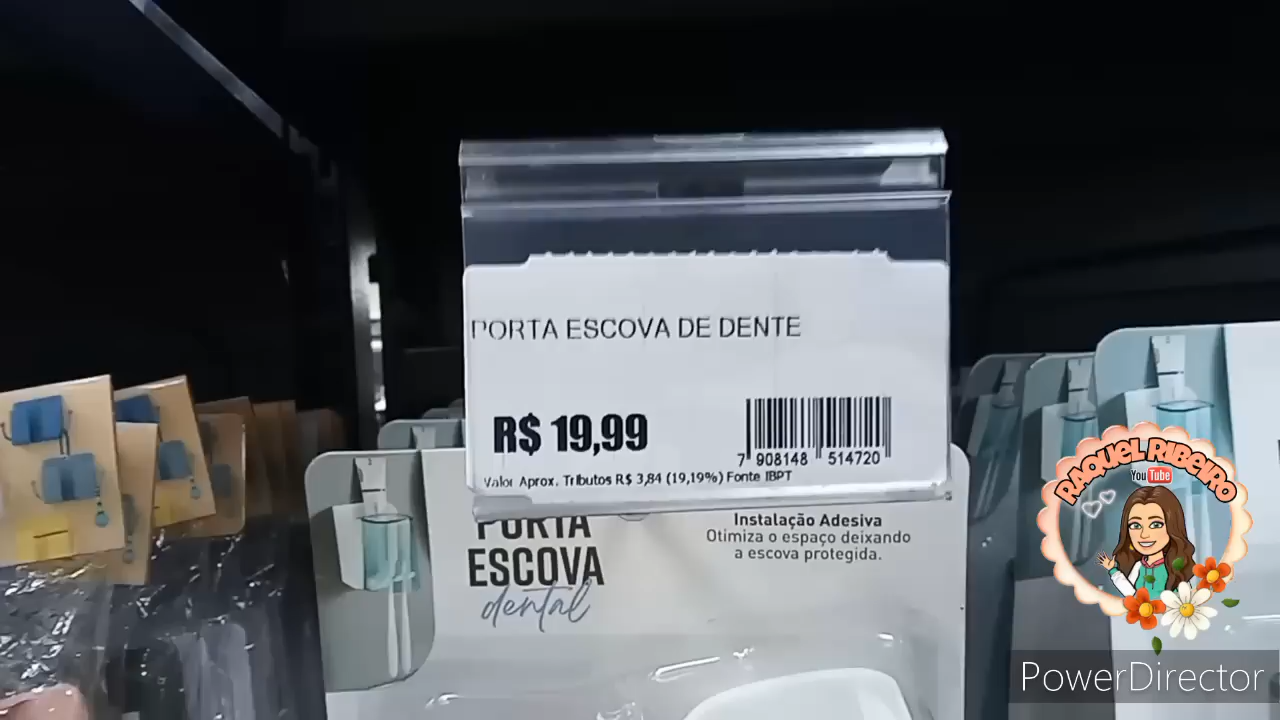 PORTA ESCOVA DE DENTE
R$ 19,99
7 908148 514720
Valor Aprox. Tributos R$ 3,84 (19,19%) Fonte IBPT
PORTA
ESCOVA
dental
Instalação Adesiva
Otimiza o espaço deixando
a escova protegida.
RAQUEL RIBEIRO
YouTube
PowerDirector